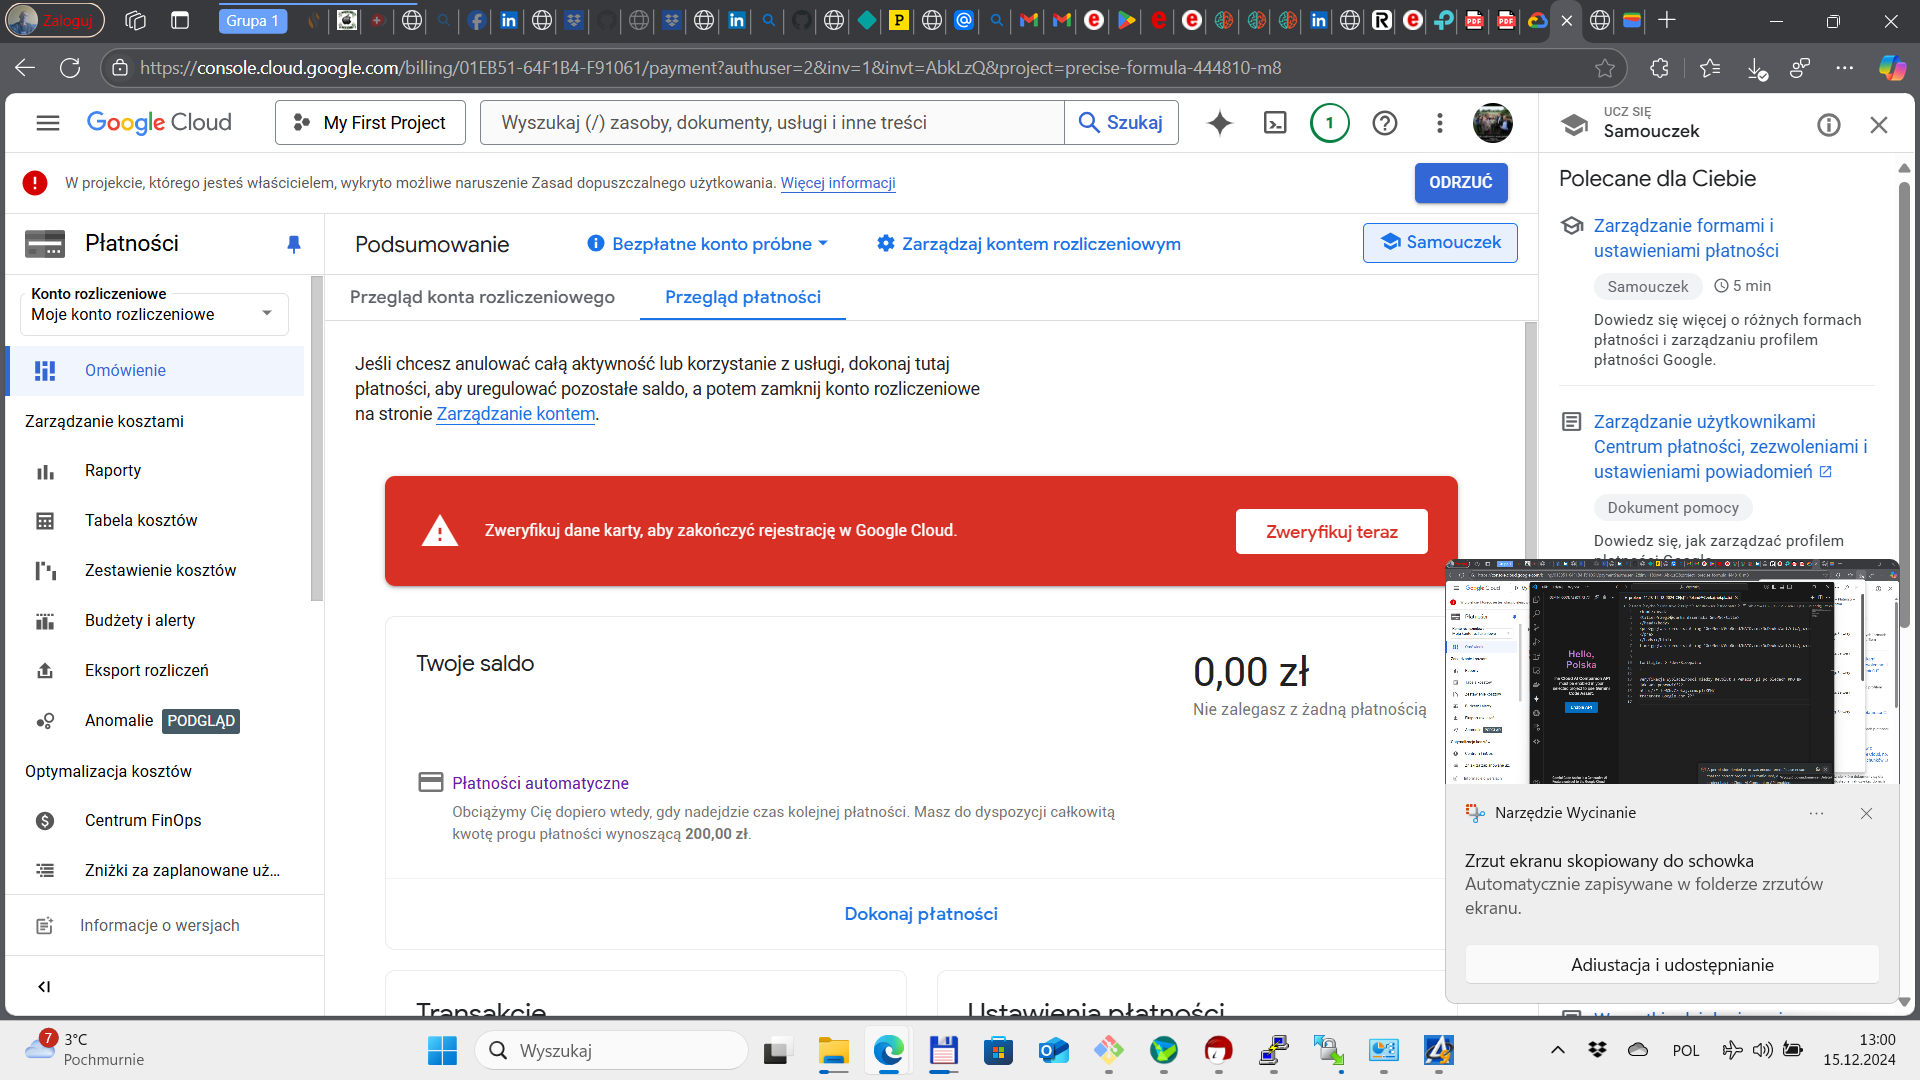 Zaloguj
Grupa 1
https://console.cloud.google.com/billing/01EB51-64F1B4-F91061/payment?authuser=2&inv=1&invt=AbkLzQ&project=precise-formula-444810-m8
Google Cloud
My First Project
Wyszukaj (/) zasoby, dokumenty, usługi i inne treści
Szukaj
1
UCZ SIĘ
Samouczek
W projekcie, którego jesteś właścicielem, wykryto możliwe naruszenie Zasad dopuszczalnego użytkowania. Więcej informacji
ODRZUĆ
Płatności
Podsumowanie
Bezpłatne konto próbne
Zarządzaj kontem rozliczeniowym
Samouczek
Konto rozliczeniowe
Moje konto rozliczeniowe
Omówienie
Zarządzanie kosztami
Raporty
Tabela kosztów
Zestawienie kosztów
Budżety i alerty
Eksport rozliczeń
Anomalie PODGLĄD
Optymalizacja kosztów
Centrum FinOps
Zniżki za zaplanowane uż...
Informacje o wersjach
Przegląd konta rozliczeniowego
Przegląd płatności
Jeśli chcesz anulować całą aktywność lub korzystanie z usługi, dokonaj tutaj
płatności, aby uregulować pozostałe saldo, a potem zamknij konto rozliczeniowe
na stronie Zarządzanie kontem.
Zweryfikuj dane karty, aby zakończyć rejestrację w Google Cloud.
Zweryfikuj teraz
Twoje saldo
0,00 zł
Nie zalegasz z żadną płatnością
Płatności automatyczne
Obciążymy Cię dopiero wtedy, gdy nadejdzie czas kolejnej płatności. Masz do dyspozycji całkowitą
kwotę progu płatności wynoszącą 200,00 zł.
Dokonaj płatności
Transakcje
Ustawienia płatności
Polecane dla Ciebie
Zarządzanie formami i
ustawieniami płatności
Samouczek
5 min
Dowiedz się więcej o różnych formach
płatności i zarządzaniu profilem
płatności Google.
Zarządzanie użytkownikami
Centrum płatności, zezwoleniami i
ustawieniami powiadomień
Dokument pomocy
Dowiedz się, jak zarządzać profilem
Hello,
Polska
Narzędzie Wycinanie
Zrzut ekranu skopiowany do schowka
Automatycznie zapisywane w folderze zrzutów
ekranu.
Adiustacja i udostępnianie
7
3°C
Pochmurnie
Wyszukaj
POL
13:00
15.12.2024